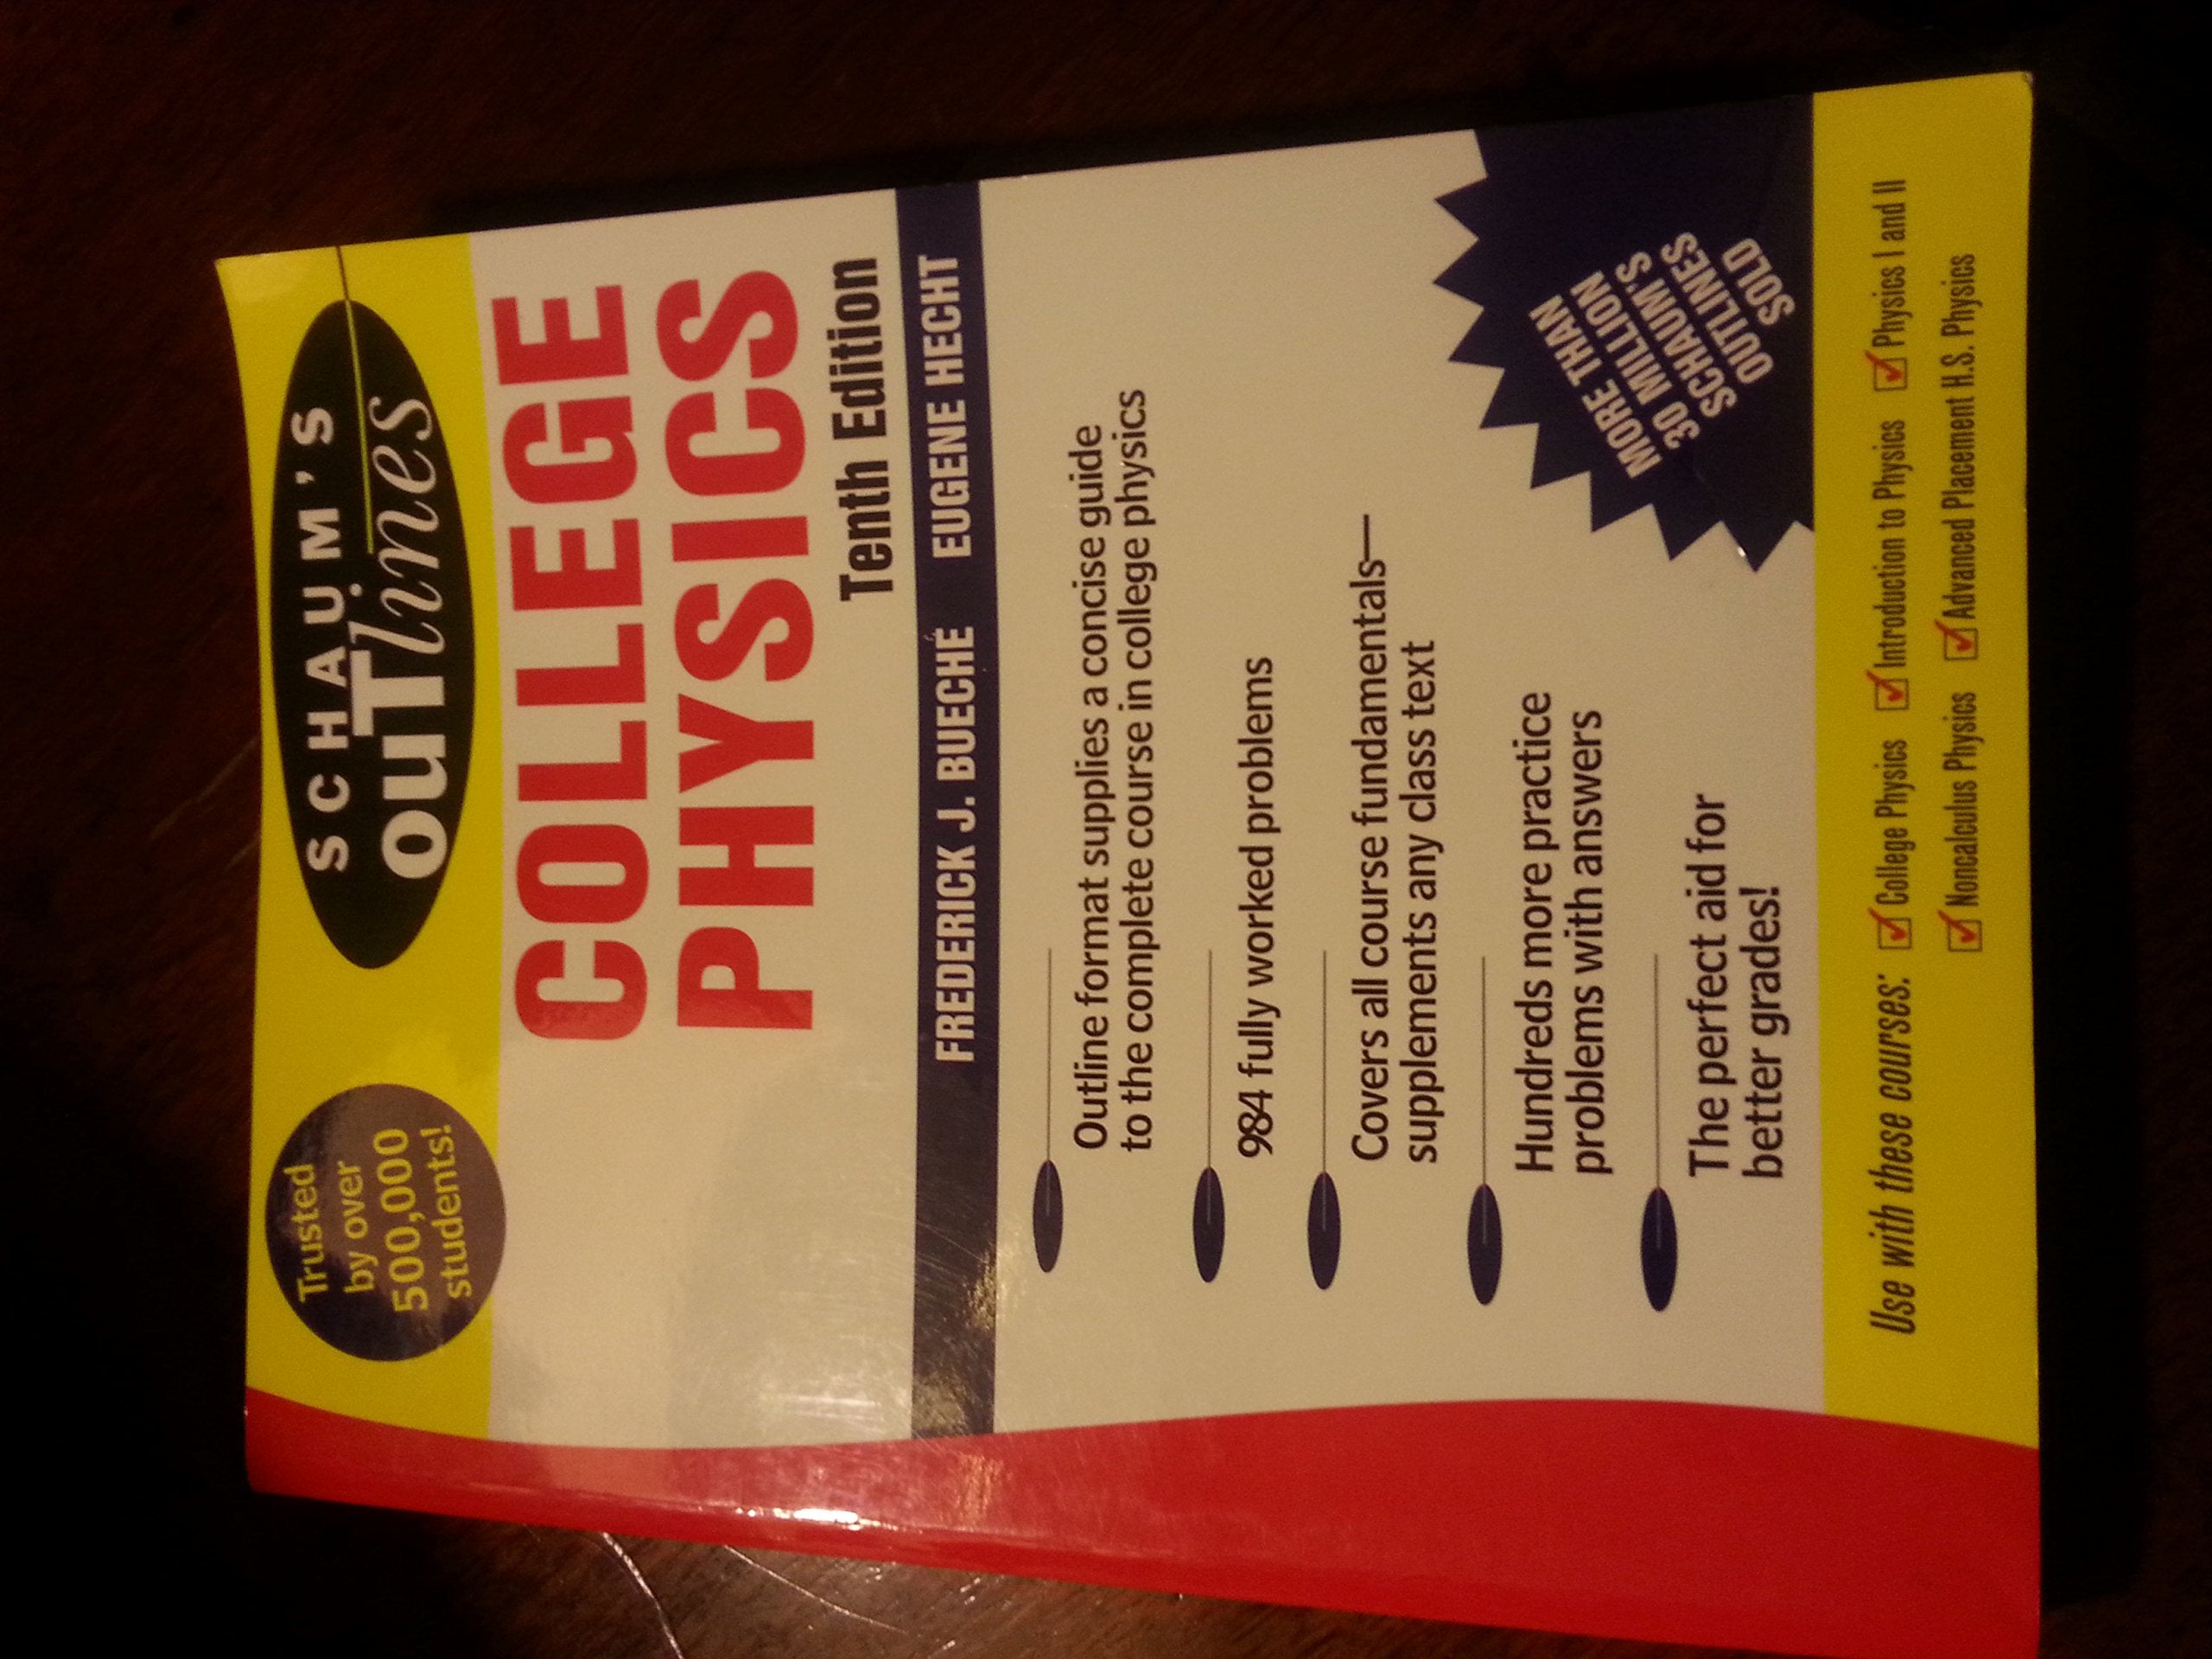 Trusted
by over
500,000
students!
SCHAUM'S
ouTlines
COLLEGE
PHYSICS
Tenth Edition
FREDERICK J. BUECHÉ EUGENE HECHT
Outline format supplies a concise guide
to the complete course in college physics
984 fully worked problems
Covers all course fundamentals—
supplements any class text
Hundreds more practice
problems with answers
The perfect aid for
better grades!
MORE THAN
30 MILLION
SCHAUM'S
OUTLINES
SOLD
Use with these courses: ☑ College Physics ☑ Introduction to Physics ☑ Physics I and II
☑ Noncalculus Physics ☑ Advanced Placement H.S. Physics